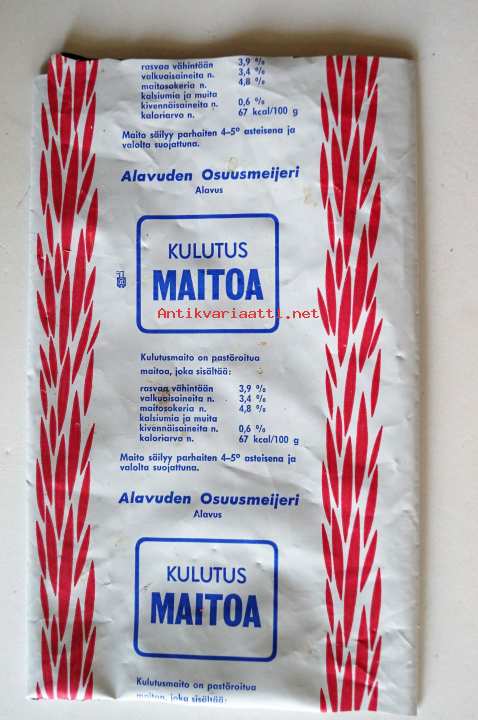 rasvaa vähintään 3,9 %
valkuaisaineita n. 3,4 %
maitosokeria n. 4,8 %
kalsiumia ja muita
kivennäisaineita n. 0,6 %
kaloriarvo n. 67 kcal/100 g
Maito säilyy parhaiten 4–5° asteisena ja
valolta suojattuna.
Alavuden Osuusmeijeri
Alavus
KULUTUS
MAITOA
Antikvariaatti.net
Kulutusmaito on pastöroitua
maitoa, joka sisältää:
rasvaa vähintään 3,9 %
valkuaisaineita n. 3,4 %
maitosokeria n. 4,8 %
kalsiumia ja muita
kivennäisaineita n. 0,6 %
kaloriarvo n. 67 kcal/100 g
Maito säilyy parhaiten 4–5° asteisena ja
valolta suojattuna.
Alavuden Osuusmeijeri
Alavus
KULUTUS
MAITOA
Kulutusmaito on pastöroitua
maitoa, joka sisältää: